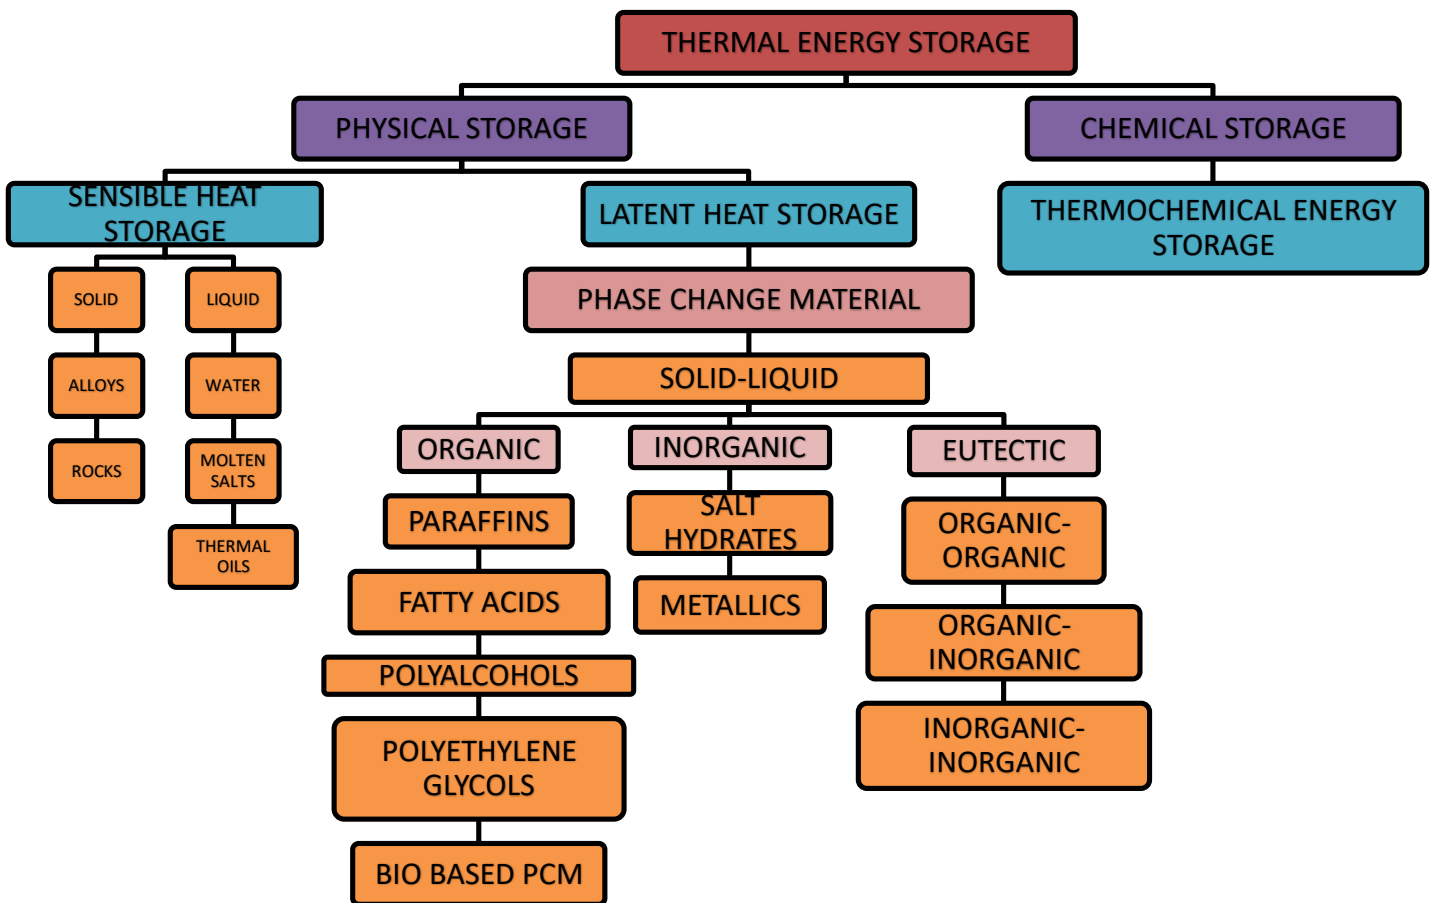 THERMAL ENERGY STORAGE
PHYSICAL STORAGE
CHEMICAL STORAGE
SENSIBLE HEAT
STORAGE
LATENT HEAT STORAGE
THERMOCHEMICAL ENERGY
STORAGE
SOLID
LIQUID
PHASE CHANGE MATERIAL
ALLOYS
WATER
SOLID-LIQUID
ROCKS
MOLTEN
SALTS
THERMAL
OILS
ORGANIC
INORGANIC
EUTECTIC
PARAFFINS
SALT
HYDRATES
ORGANIC-
ORGANIC
FATTY ACIDS
METALLICS
ORGANIC-
INORGANIC
POLYALCOHOLS
POLYETHYLENE
GLYCOLS
INORGANIC-
INORGANIC
BIO BASED PCM